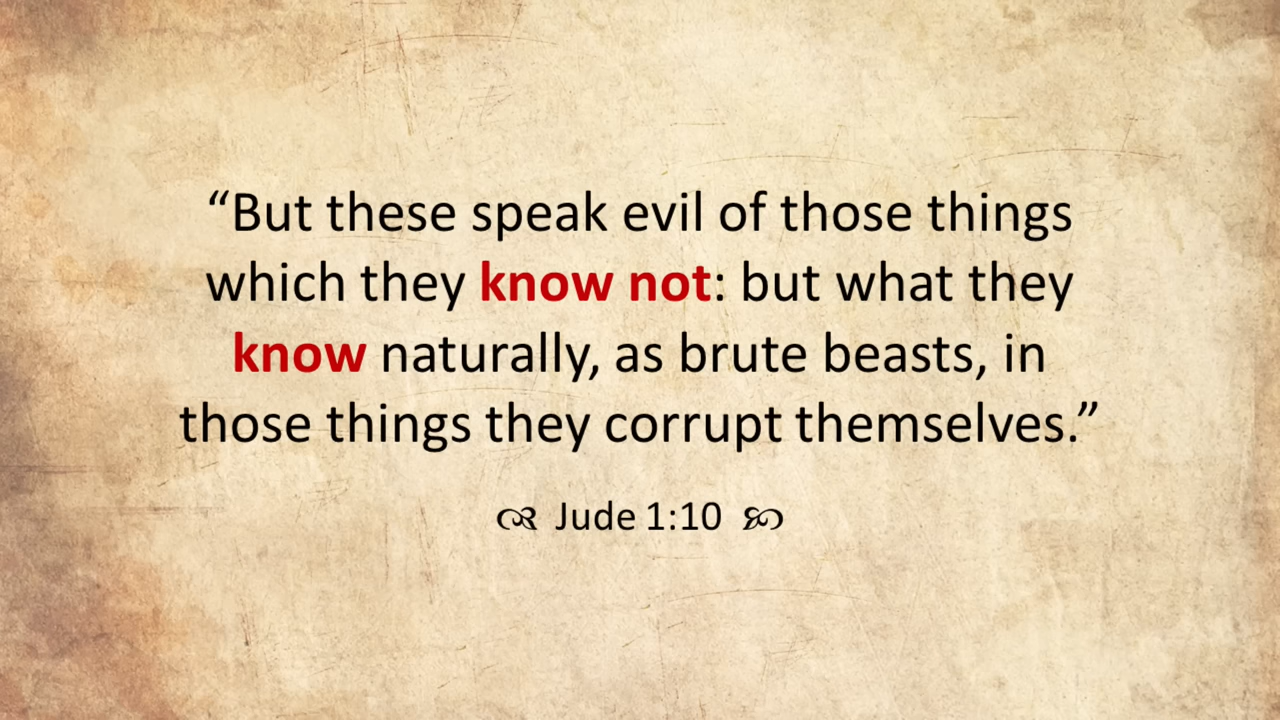 “But these speak evil of those things
which they know not: but what they
know naturally, as brute beasts, in
those things they corrupt themselves.”
Jude 1:10